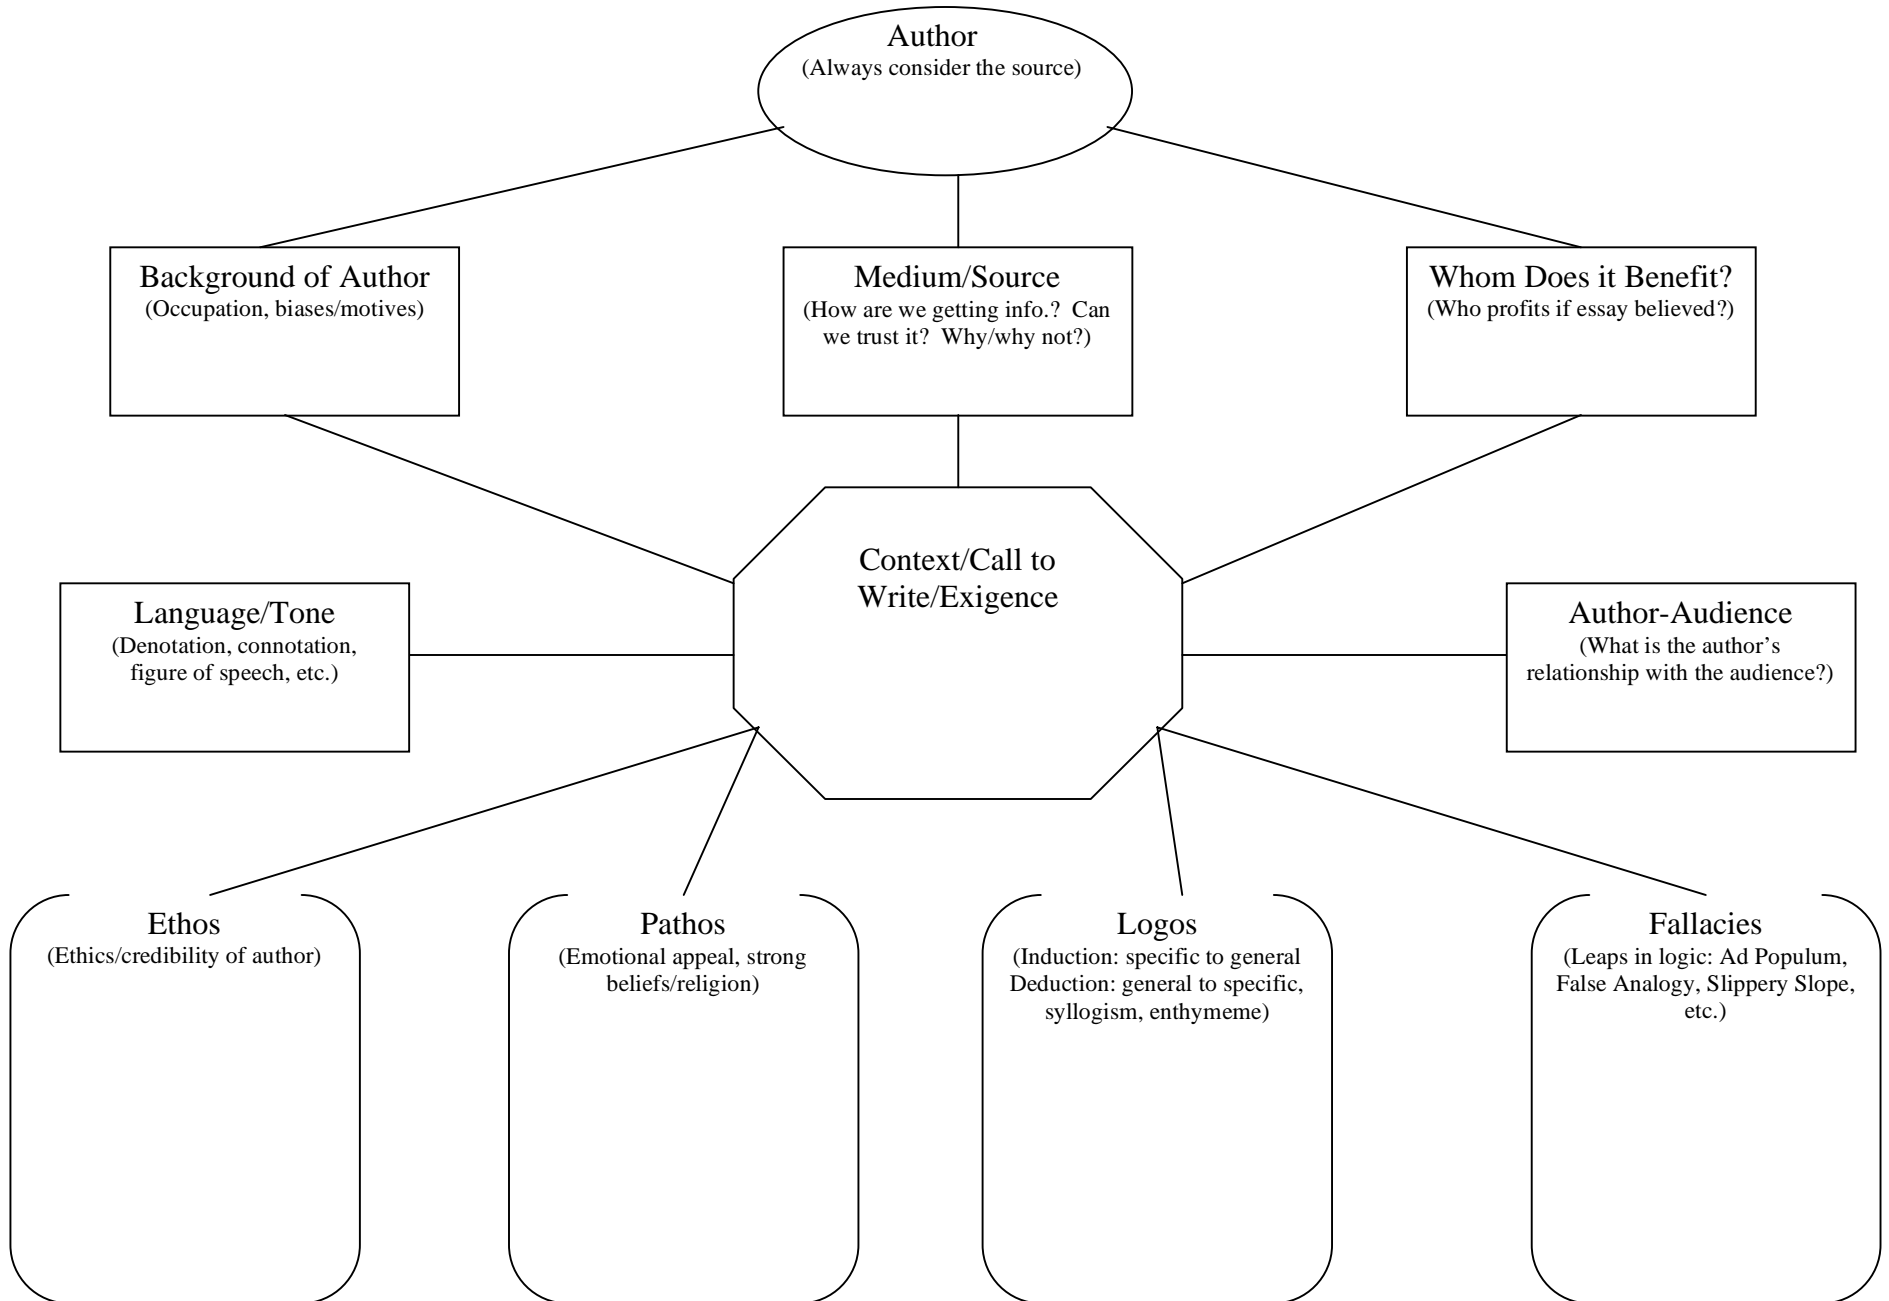 Author
(Always consider the source)
Background of Author
(Occupation, biases/motives)
Medium/Source
(How are we getting info.?  Can
we trust it?  Why/why not?)
Whom Does it Benefit?
(Who profits if essay believed?)
Context/Call to
Write/Exigence
Language/Tone
(Denotation, connotation,
figure of speech, etc.)
Author-Audience
(What is the author’s
relationship with the audience?)
Ethos
(Ethics/credibility of author)
Pathos
(Emotional appeal, strong
beliefs/religion)
Logos
(Induction: specific to general
Deduction: general to specific,
syllogism, enthymeme)
Fallacies
(Leaps in logic: Ad Populum,
False Analogy, Slippery Slope,
etc.)